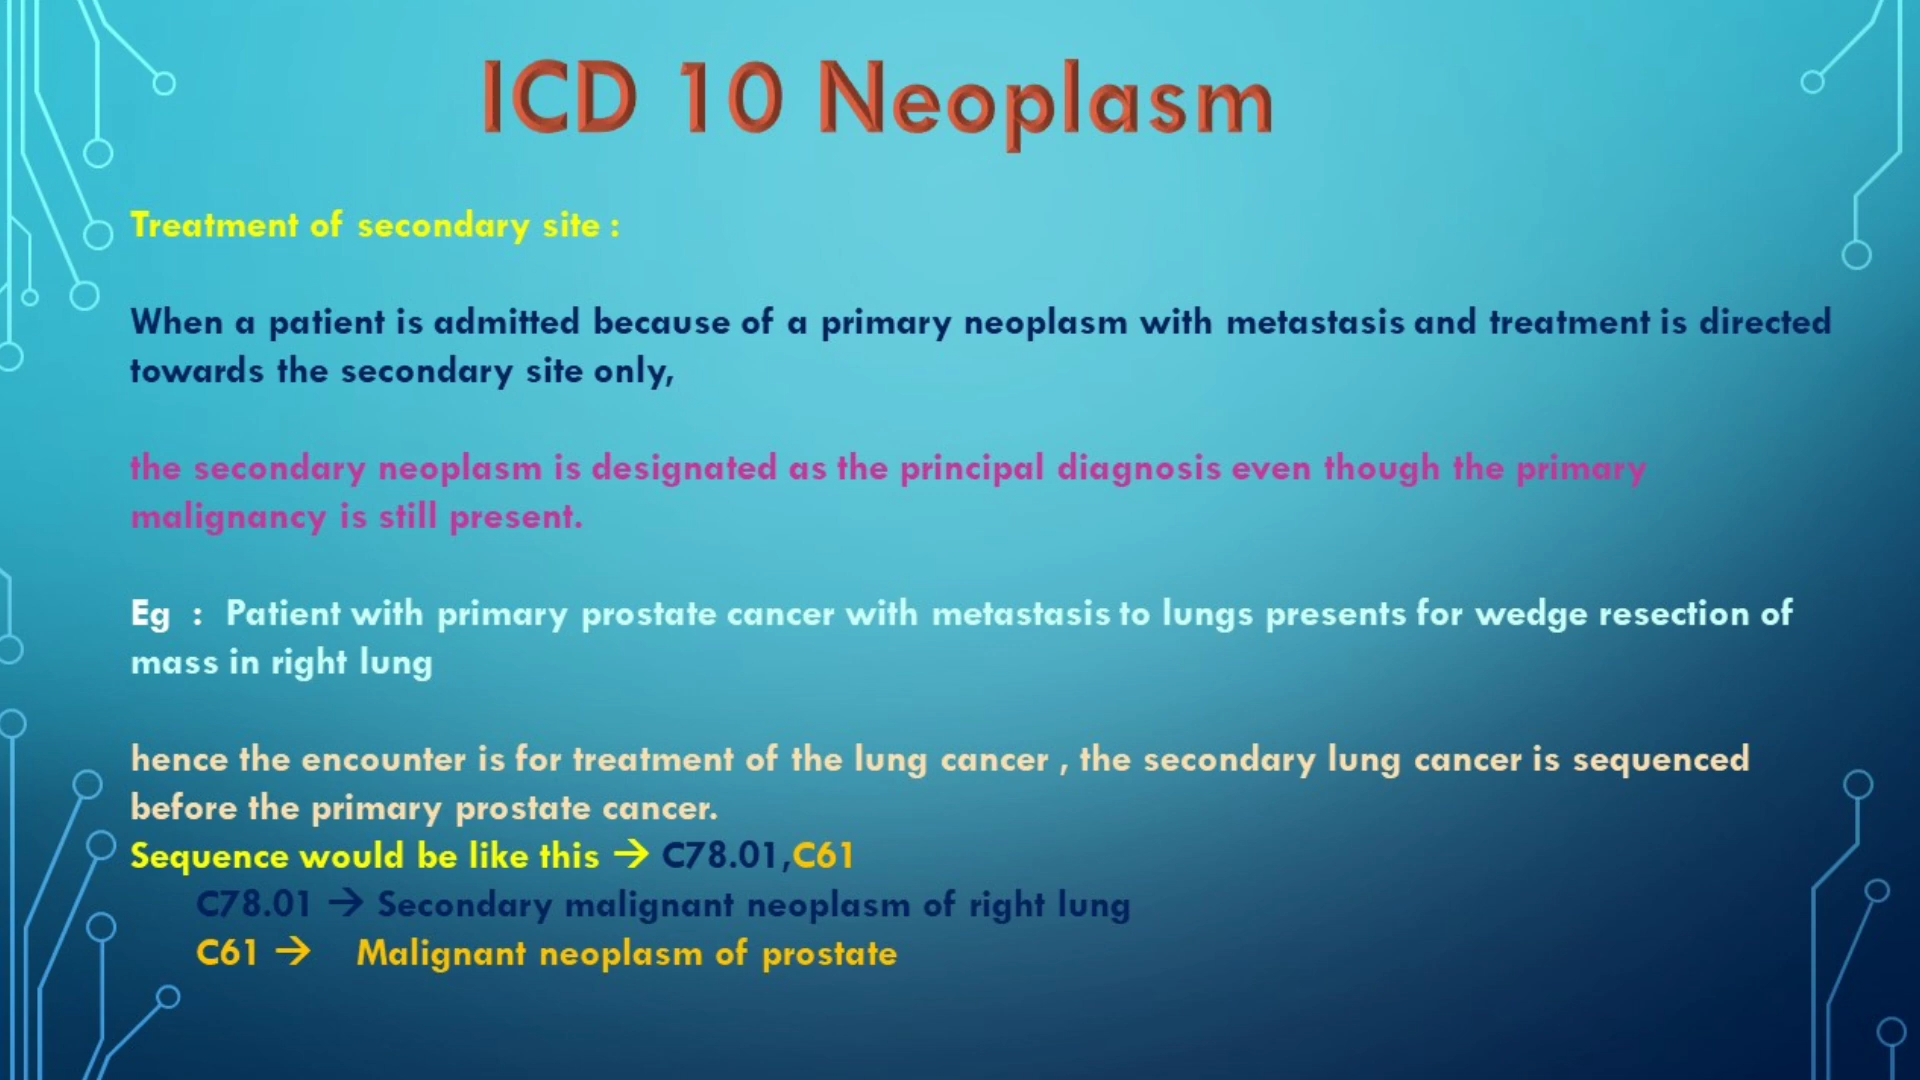 ICD 10 Neoplasm
Treatment of secondary site :
When a patient is admitted because of a primary neoplasm with metastasis and treatment is directed
towards the secondary site only,
the secondary neoplasm is designated as the principal diagnosis even though the primary
malignancy is still present.
Eg : Patient with primary prostate cancer with metastasis to lungs presents for wedge resection of
mass in right lung
hence the encounter is for treatment of the lung cancer , the secondary lung cancer is sequenced
before the primary prostate cancer.
Sequence would be like this → C78.01,C61
C78.01 → Secondary malignant neoplasm of right lung
C61 → Malignant neoplasm of prostate